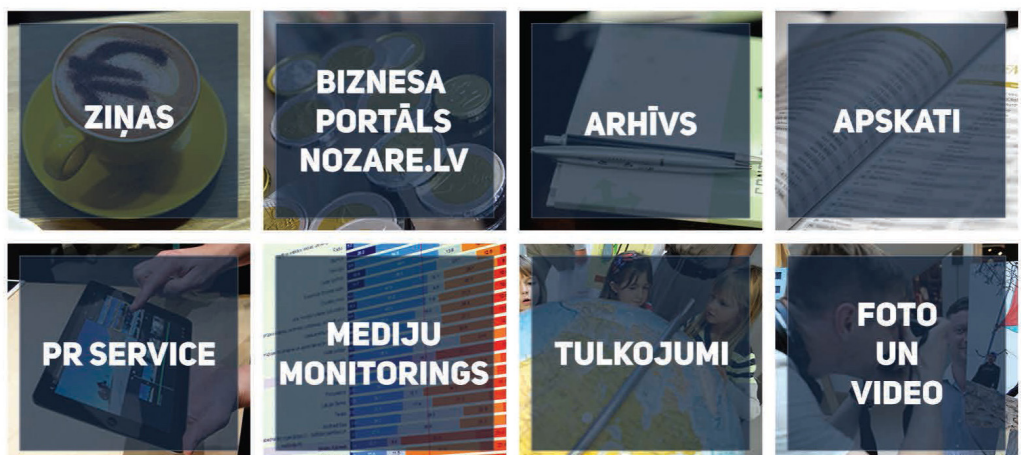 ZIŅAS
BIZNESA
PORTĀLS
NOZARE.LV
ARHĪVS
APSKATI
PR SERVICE
MEDIJU
MONITORINGS
TULKOJUMI
FOTO
UN
VIDEO